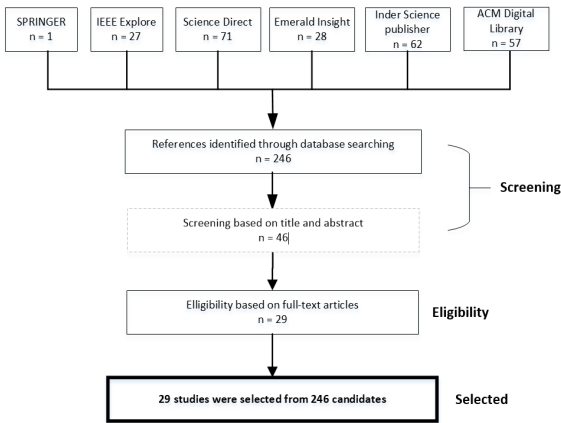 SPRINGER
n = 1
IEEE Explore
n = 27
Science Direct
n = 71
Emerald Insight
n = 28
Inder Science
publisher
n = 62
ACM Digital
Library
n = 57
References identified through database searching
n = 246
Screening
Screening based on title and abstract
n = 46
Elligibility based on full-text articles
n = 29
Eligibility
29 studies were selected from 246 candidates
Selected